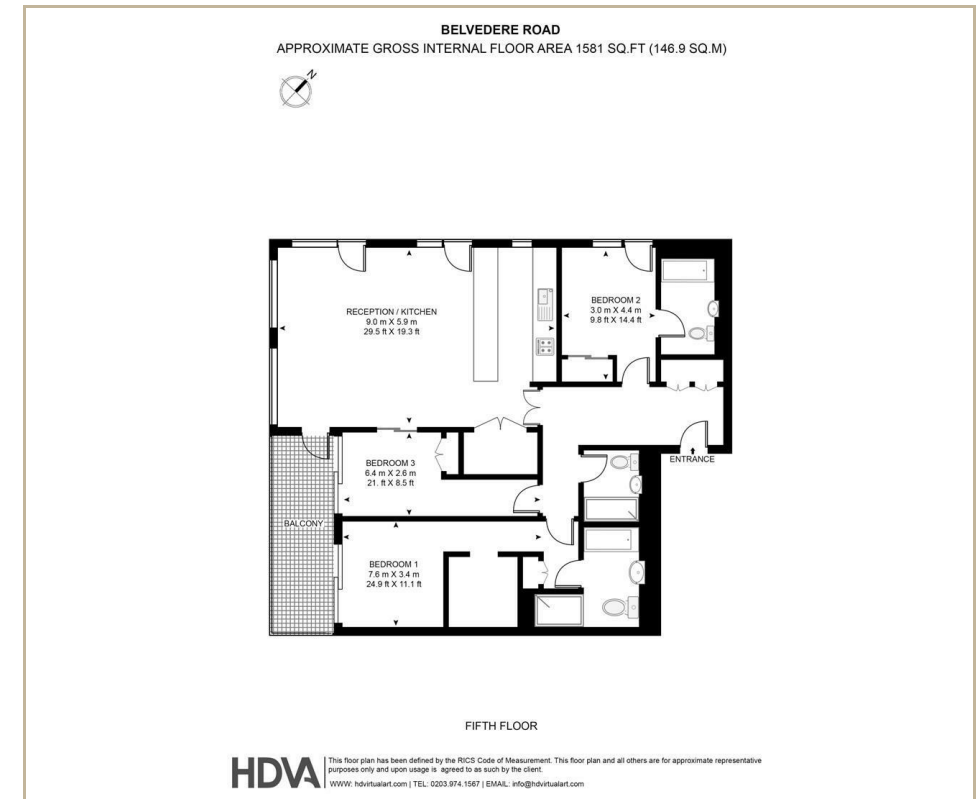 BELVEDERE ROAD
APPROXIMATE GROSS INTERNAL FLOOR AREA 1581 SQ.FT (146.9 SQ.M)
N
RECEPTION / KITCHEN
9.0 m X 5.9 m
29.5 ft X 19.3 ft
BEDROOM 2
3.0 m X 4.4 m
9.8 ft X 14.4 ft
ENTRANCE
BEDROOM 3
6.4 m X 2.6 m
21. ft X 8.5 ft
BALCONY
BEDROOM 1
7.6 m X 3.4 m
24.9 ft X 11.1 ft
FIFTH FLOOR
HDVA
This floor plan has been defined by the RICS Code of Measurement. This floor plan and all others are for approximate representative
purposes only and upon usage is agreed to as such by the client.
WWW: hdvirtualart.com | TEL: 0203.974.1567 | EMAIL: info@hdvirtualart.com